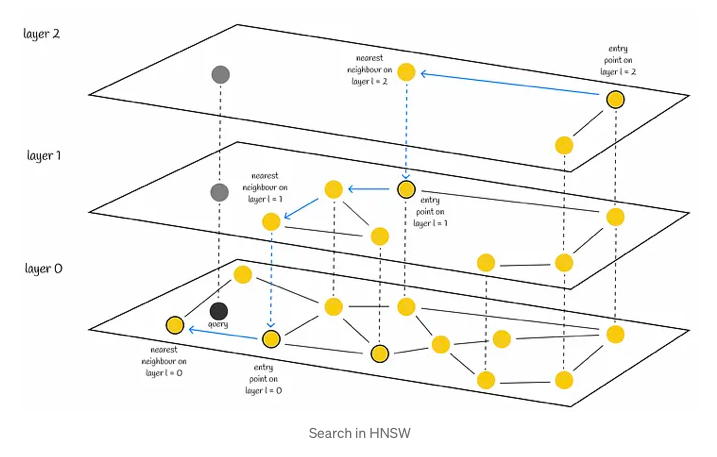 layer 2
nearest
neighbour on
layer l = 2
entry
point on
layer l = 2
layer 1
nearest
neighbour on
layer l = 1
entry
point on
layer l = 1
layer 0
query
nearest
neighbour on
layer l = 0
entry
point on
layer l = 0
Search in HNSW